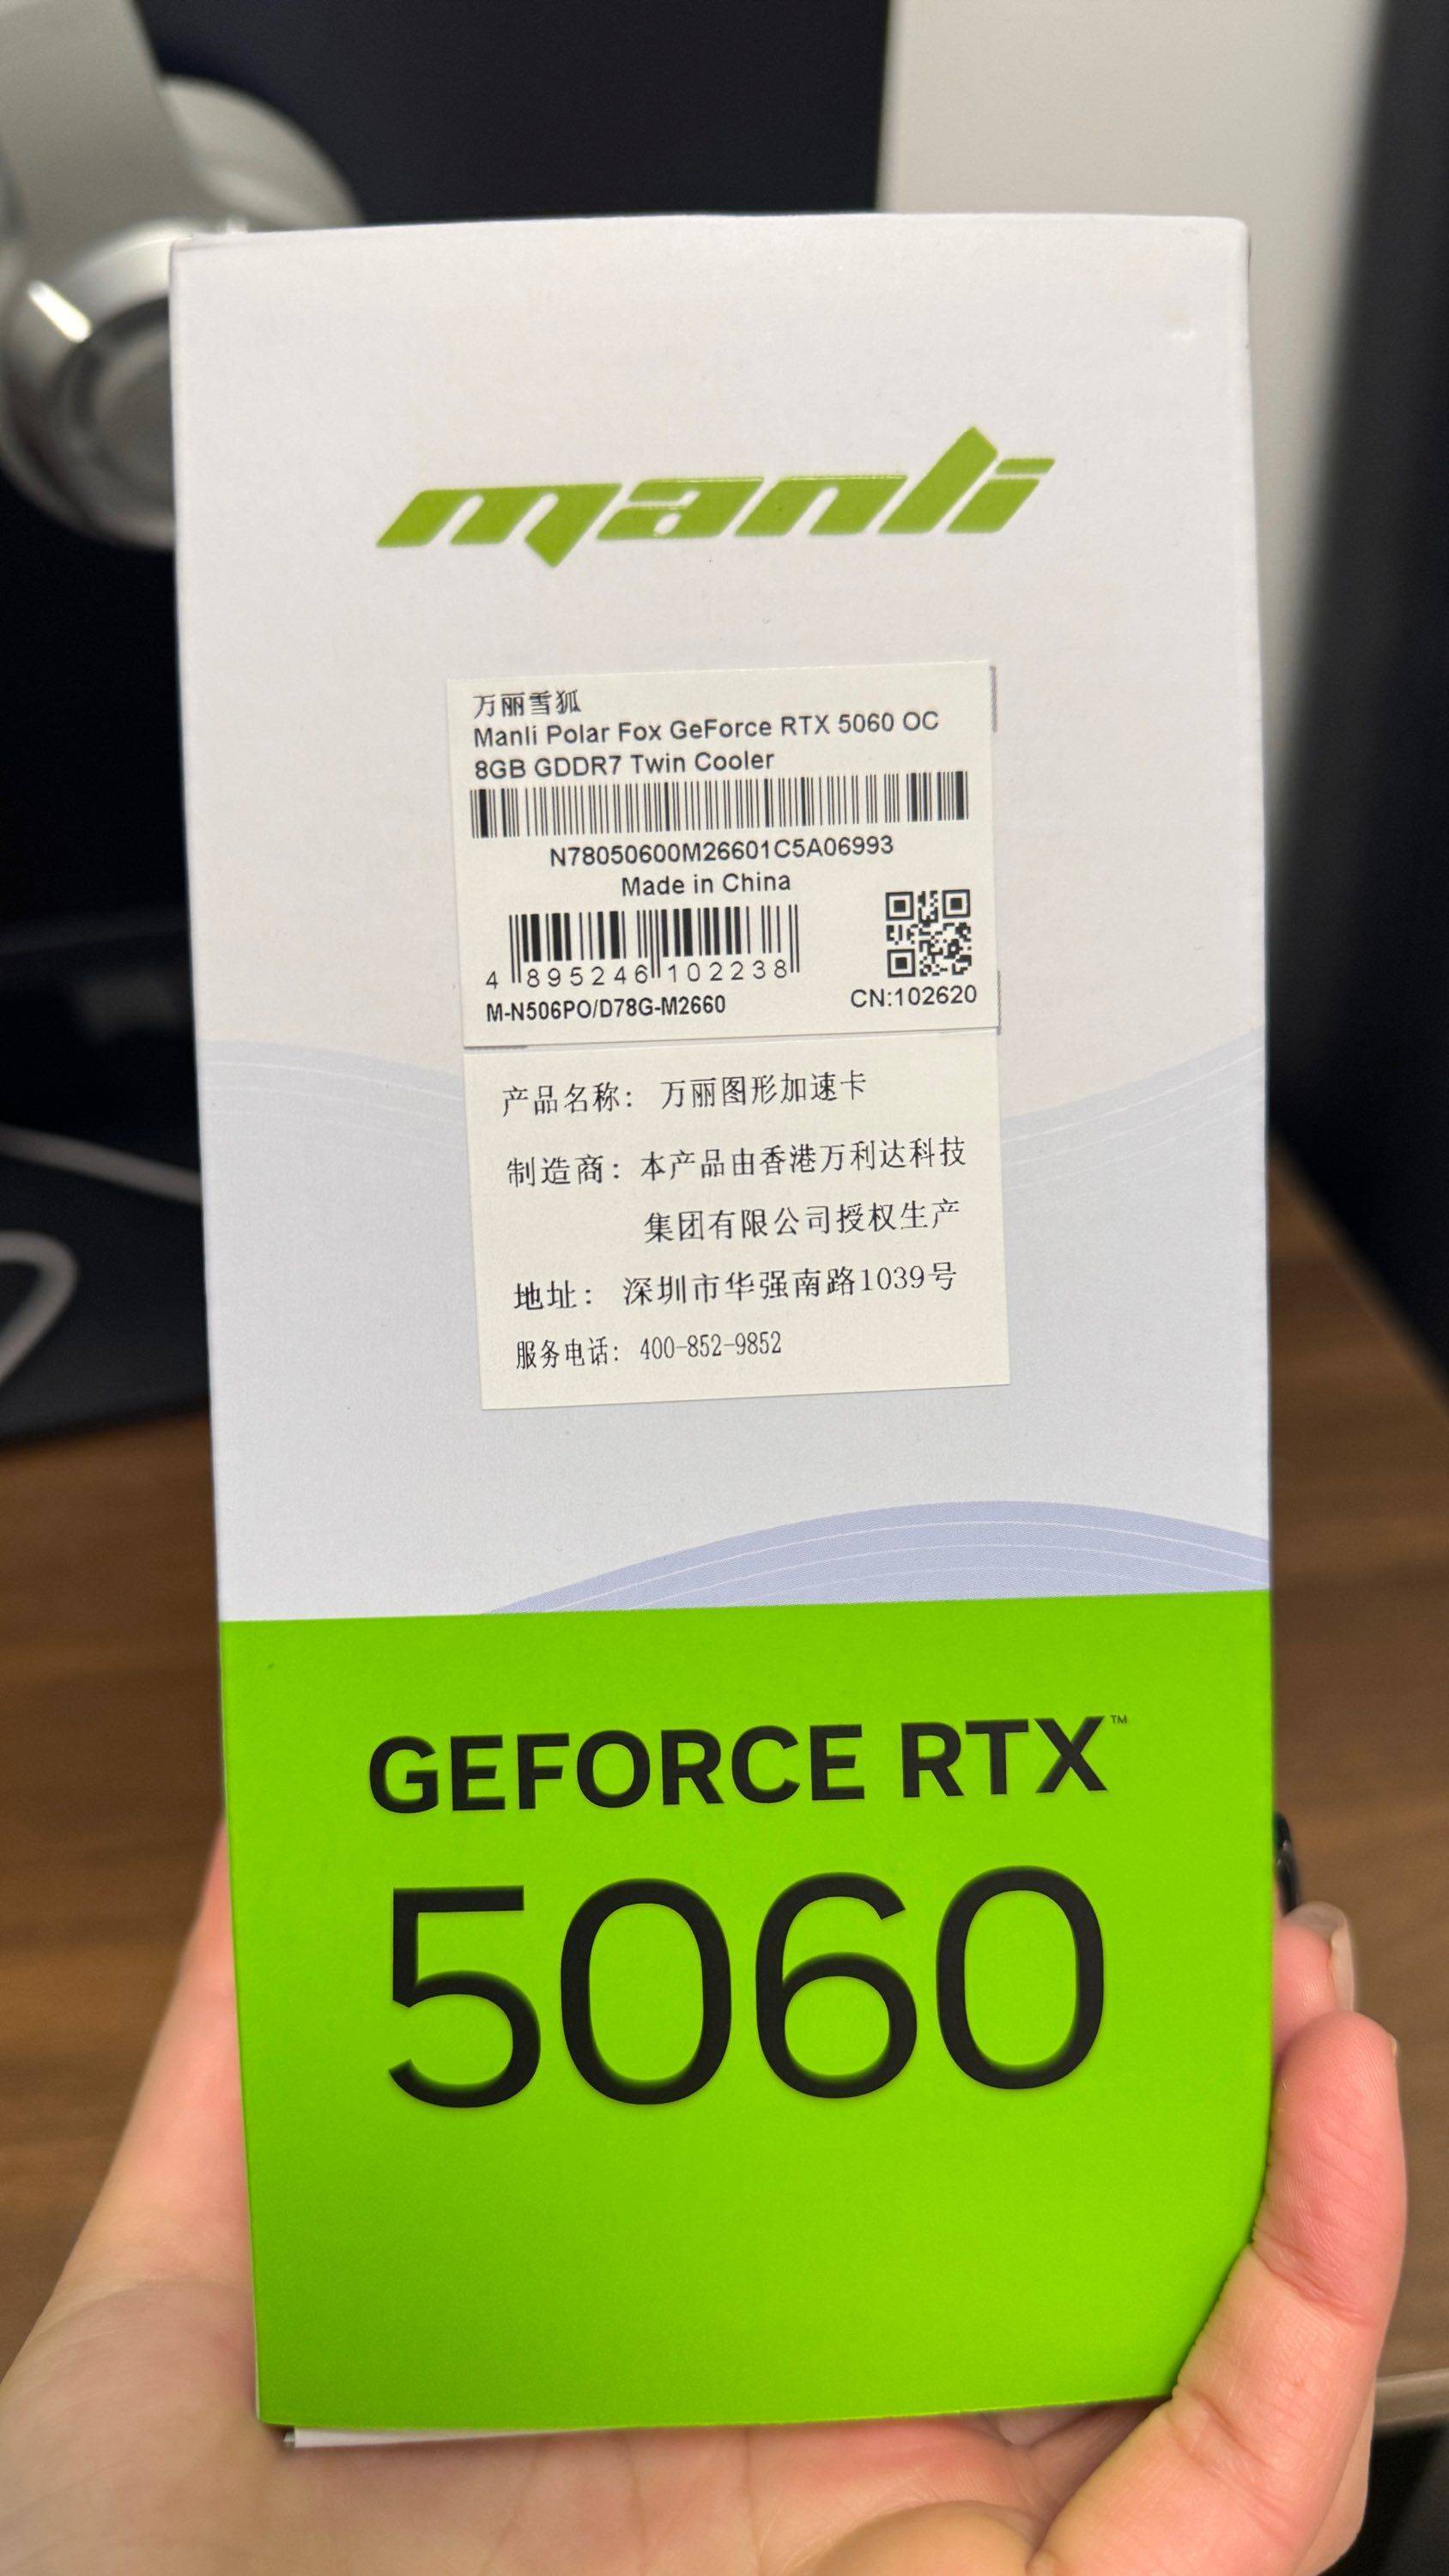 manli
万丽雪狐
Manli Polar Fox GeForce RTX 5060 OC
8GB GDDR7 Twin Cooler
N78050600M26601C5A06993
Made in China
4 895246 102238
M-N506PO/D78G-M2660
CN:102620
产品名称: 万丽图形加速卡
制造商: 本产品由香港万利达科技
集团有限公司授权生产
地址: 深圳市华强南路1039号
服务电话: 400-852-9852
GEFORCE RTX™
5060